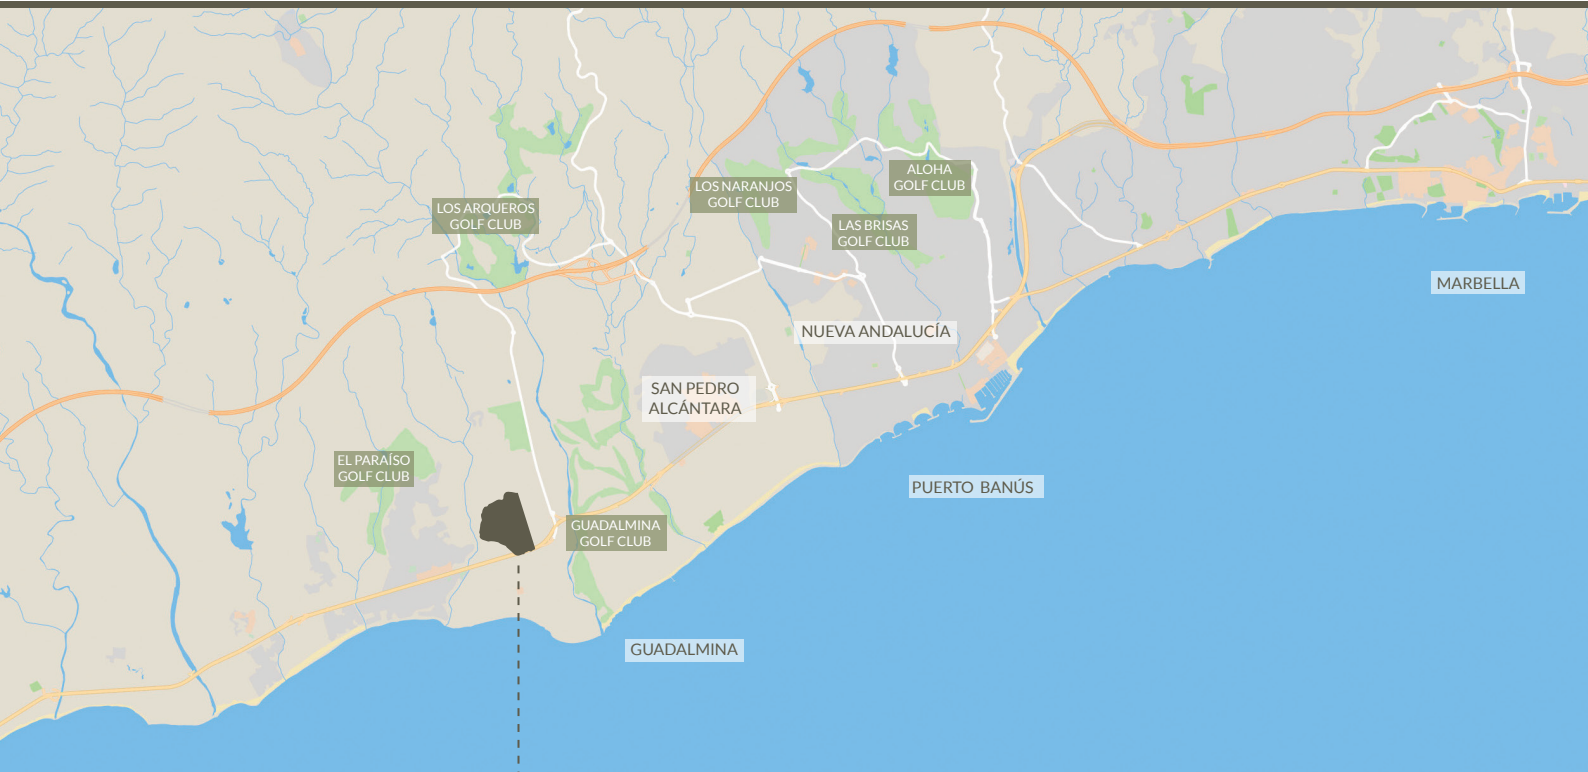 ALOHA
GOLF CLUB
LOS NARANJOS
GOLF CLUB
LOS ARQUEROS
GOLF CLUB
LAS BRISAS
GOLF CLUB
MARBELLA
NUEVA ANDALUCÍA
SAN PEDRO
ALCÁNTARA
EL PARAÍSO
GOLF CLUB
PUERTO BANÚS
GUADALMINA
GOLF CLUB
GUADALMINA